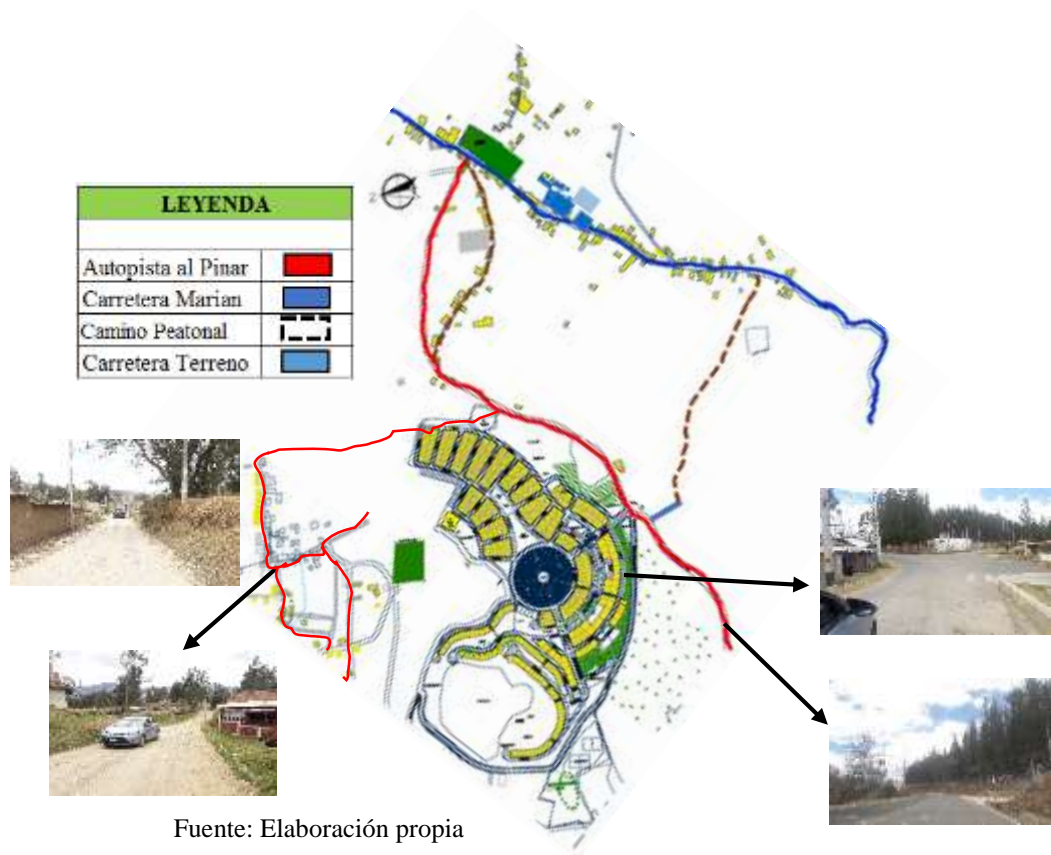 LEYENDA
Autopista al Pinar
Carretera Marian
Camino Peatonal
Carretera Terreno
Fuente: Elaboración propia